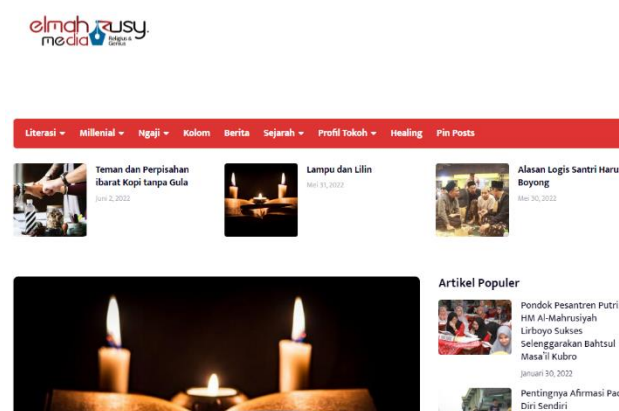 elmahrusy.
media Religius &
Genius
Literasi Millenial Ngaji Kolom Berita Sejarah Profil Tokoh Healing Pin Posts
Teman dan Perpisahan
ibarat Kopi tanpa Gula
Juni 2, 2022
Lampu dan Lilin
Mei 31, 2022
Alasan Logis Santri Haru
Boyong
Mei 30, 2022
Artikel Populer
Pondok Pesantren Putri
HM Al-Mahrusiyah
Lirboyo Sukses
Selenggarakan Bahtsul
Masa'il Kubro
Januari 30, 2022
Pentingnya Afirmasi Pad
Diri Sendiri